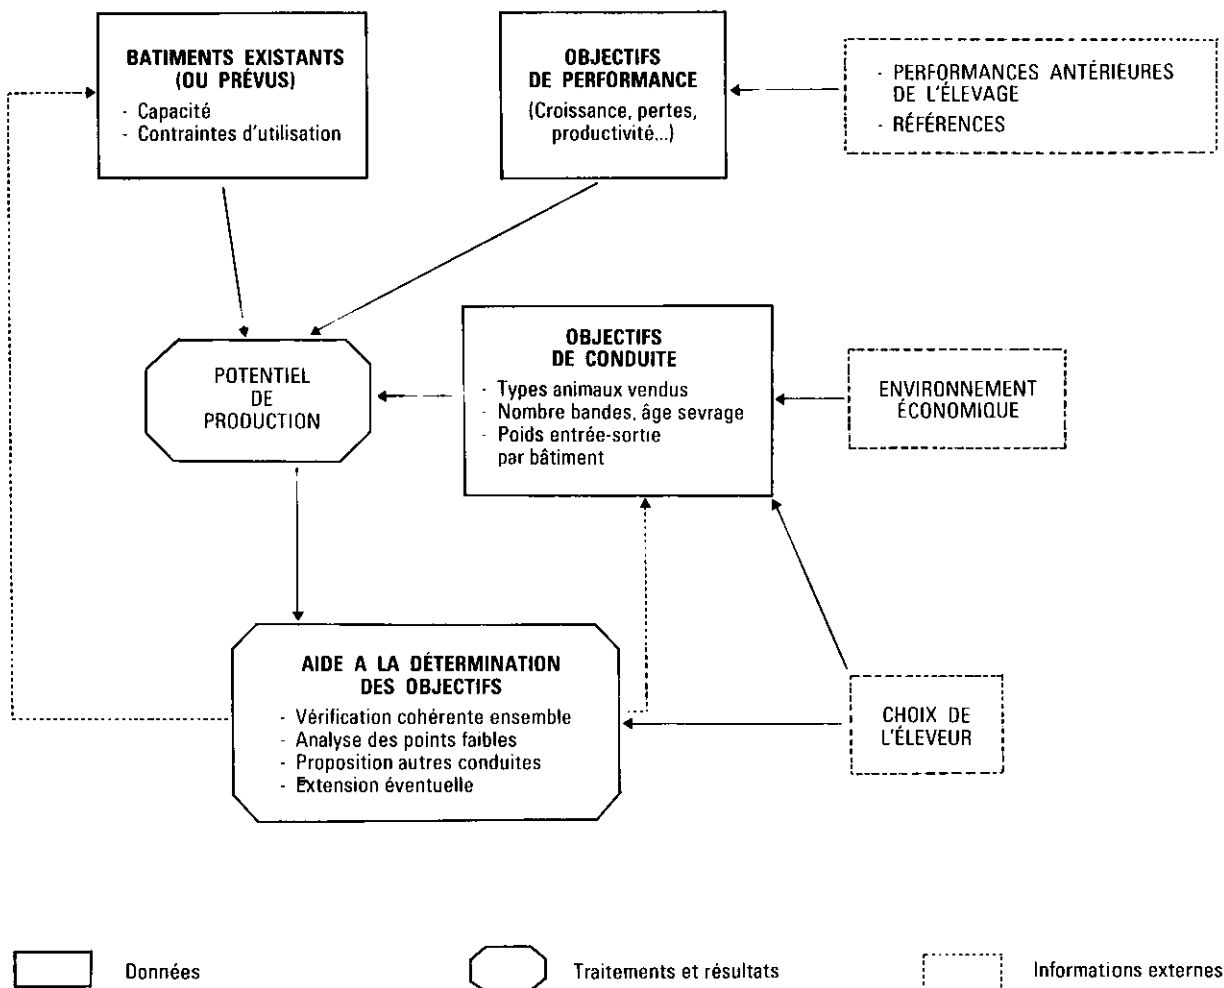 BATIMENTS EXISTANTS
(OU PRÉVUS)
- Capacité
- Contraintes d'utilisation
OBJECTIFS
DE PERFORMANCE
(Croissance, pertes,
productivité...)
- PERFORMANCES ANTÉRIEURES
DE L'ÉLEVAGE
- RÉFÉRENCES
POTENTIEL
DE
PRODUCTION
OBJECTIFS
DE CONDUITE
- Types animaux vendus
- Nombre bandes, âge sevrage
- Poids entrée-sortie
par bâtiment
ENVIRONNEMENT
ÉCONOMIQUE
AIDE A LA DÉTERMINATION
DES OBJECTIFS
- Vérification cohérente ensemble
- Analyse des points faibles
- Proposition autres conduites
- Extension éventuelle
CHOIX DE
L'ÉLEVEUR
Données
Traitements et résultats
Informations externes